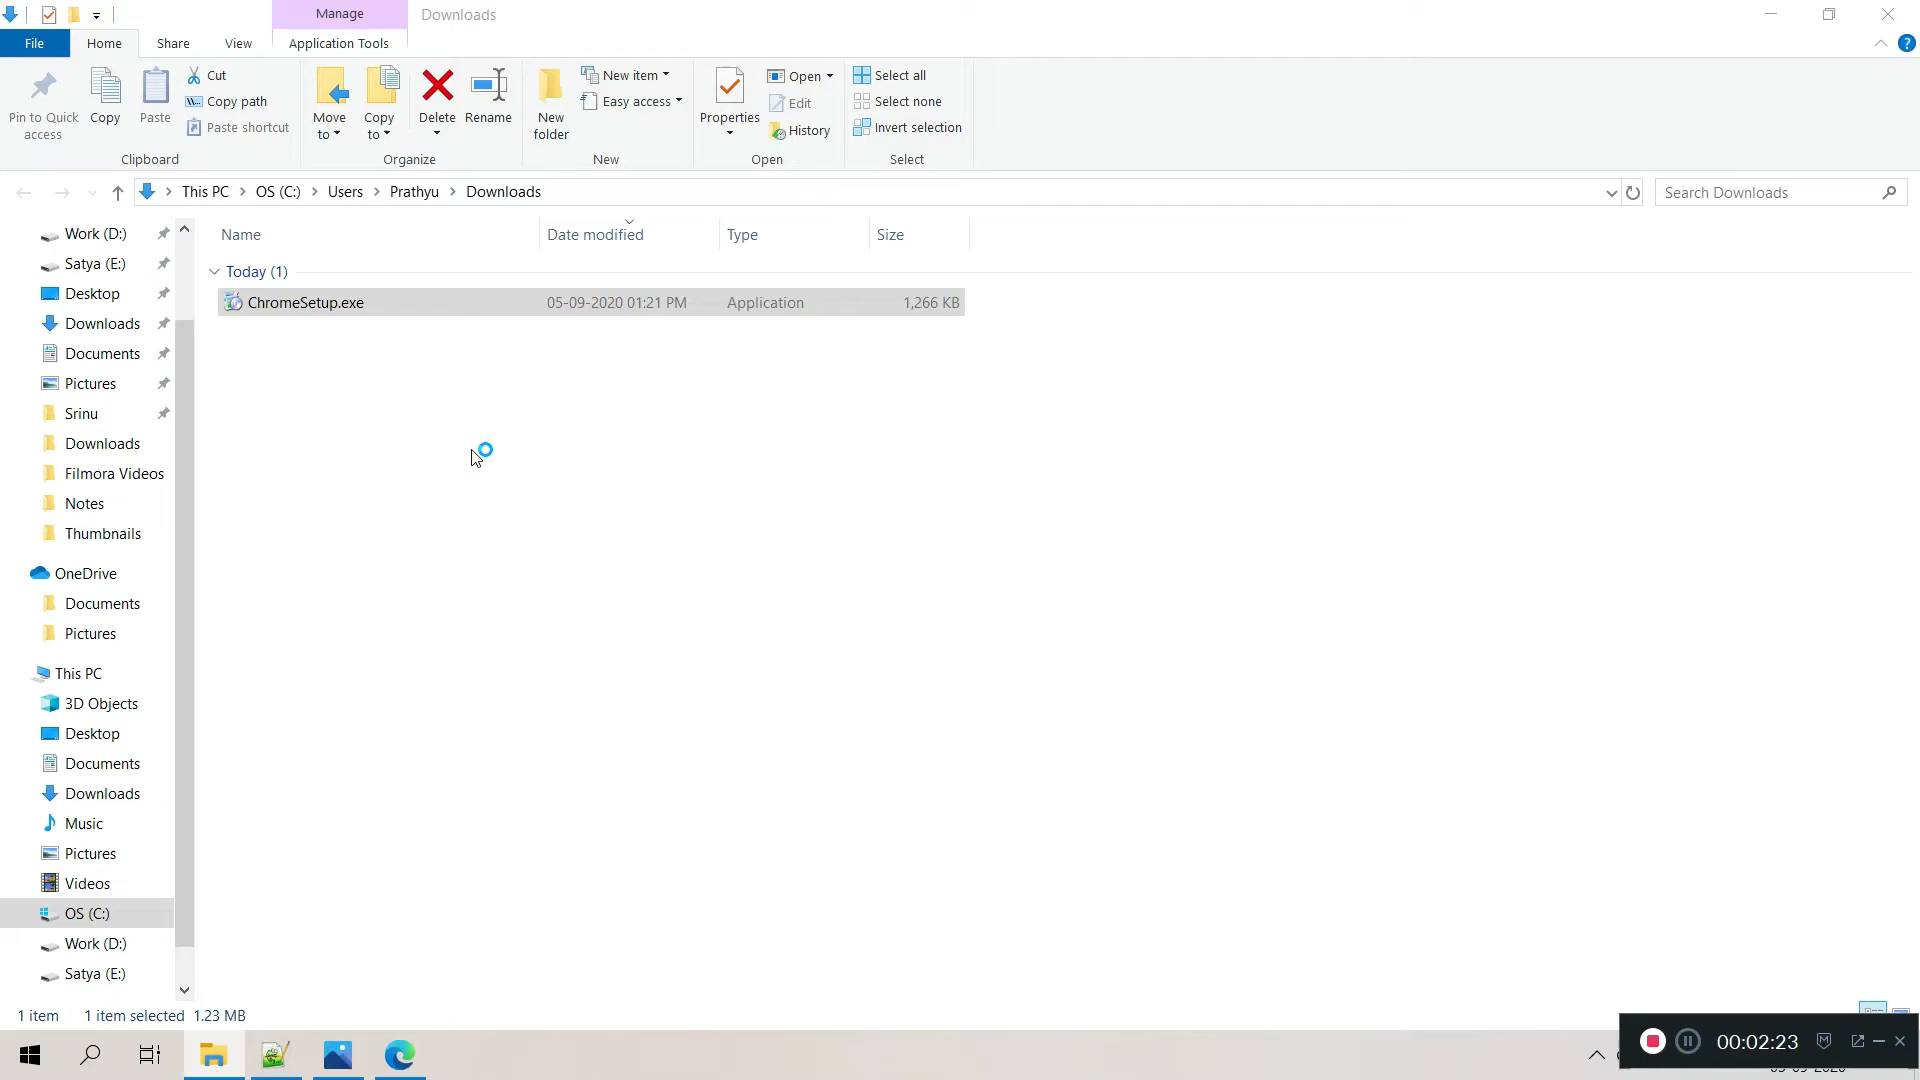 Manage
Downloads
File
Home
Share
View
Application Tools
Pin to Quick access
Copy
Paste
Cut
Copy path
Paste shortcut
Move to
Copy to
Delete
Rename
New folder
New item
Easy access
Properties
Open
Edit
History
Select all
Select none
Invert selection
Clipboard
Organize
New
Open
Select
This PC
OS (C:)
Users
Prathyu
Downloads
Search Downloads
Name
Date modified
Type
Size
Today (1)
ChromeSetup.exe
05-09-2020 01:21 PM
Application
1,266 KB
Work (D:)
Satya (E:)
Desktop
Downloads
Documents
Pictures
Srinu
Downloads
Filmora Videos
Notes
Thumbnails
OneDrive
Documents
Pictures
This PC
3D Objects
Desktop
Documents
Downloads
Music
Pictures
Videos
OS (C:)
Work (D:)
Satya (E:)
1 item
1 item selected 1.23 MB
00:02:23